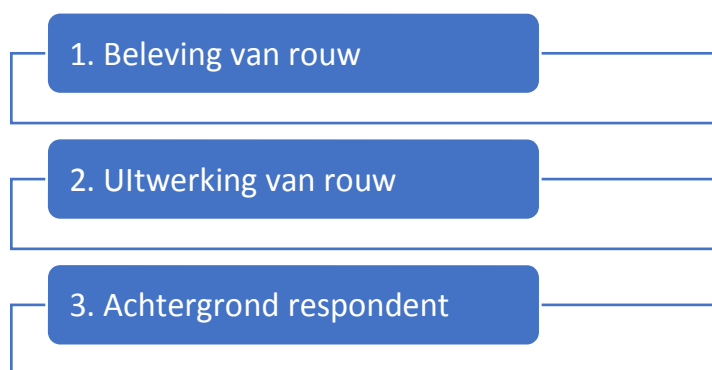 1. Beleving van rouw
2. UItwerking van rouw
3. Achtergrond respondent